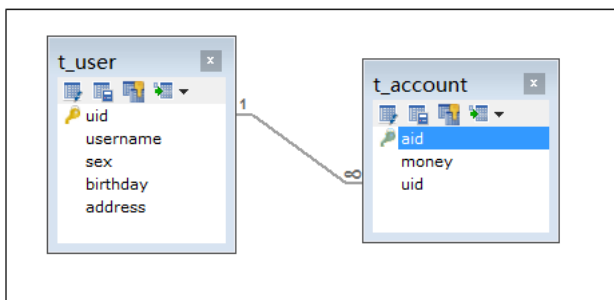 t_user
uid
username
sex
birthday
address
1
∞
t_account
aid
money
uid